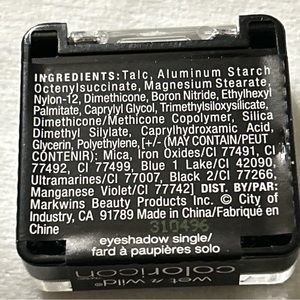 INGREDIENTS: Talc, Aluminum Starch
Octenylsuccinate, Magnesium Stearate,
Nylon-12, Dimethicone, Boron Nitride, Ethylhexyl
Palmitate, Caprylyl Glycol, Trimethylsiloxysilicate,
Dimethicone/Methicone Copolymer, Silica
Dimethyl Silylate, Caprylhydroxamic Acid,
Glycerin, Polyethylene, [+/- (MAY CONTAIN/PEUT
CONTENIR): Mica, Iron Oxides/CI 77491, CI
77492, CI 77499, Blue 1 Lake/CI 42090,
Ultramarines/CI 77007, Black 2/CI 77266,
Manganese Violet/CI 77742] DIST. BY/PAR:
Markwins Beauty Products Inc. © City of
Industry, CA 91789 Made in China/Fabriqué en
Chine
310496
eyeshadow single/
fard à paupières solo
wet n wild
coloricon